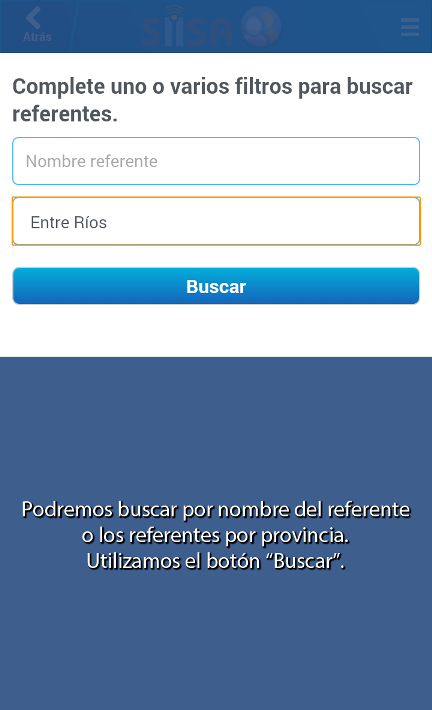 Atrás
SIISA
Complete uno o varios filtros para buscar
referentes.
Nombre referente
Entre Ríos
Buscar
Podremos buscar por nombre del referente
o los referentes por provincia.
Utilizamos el botón “Buscar”.